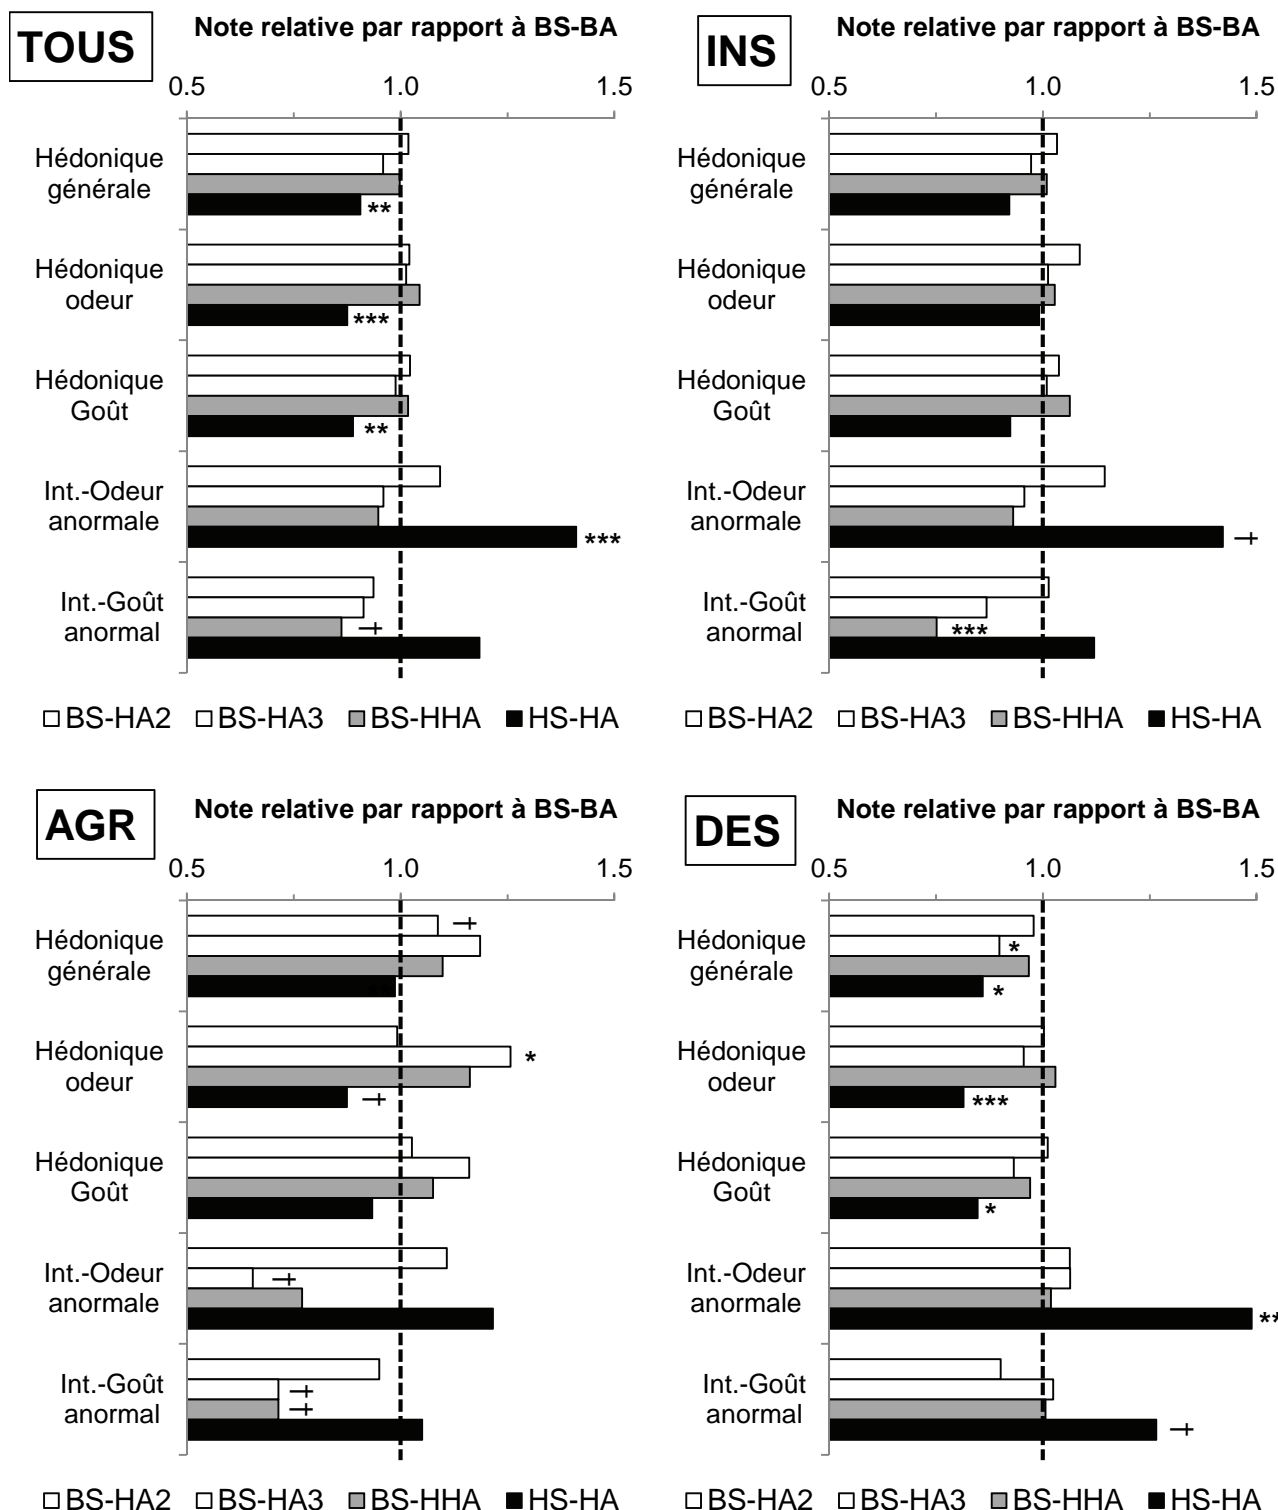 TOUS
Note relative par rapport à BS-BA
0.5 1.0 1.5
Hédonique
générale
**
Hédonique
odeur
***
Hédonique
Goût
**
Int.-Odeur
anormale
***
Int.-Goût
anormal
†
BS-HA2 BS-HA3 BS-HHA HS-HA
INS
Note relative par rapport à BS-BA
0.5 1.0 1.5
Hédonique
générale
Hédonique
odeur
Hédonique
Goût
Int.-Odeur
anormale
†
Int.-Goût
anormal
***
BS-HA2 BS-HA3 BS-HHA HS-HA
AGR
Note relative par rapport à BS-BA
0.5 1.0 1.5
†
Hédonique
générale
Hédonique
odeur
*
†
Hédonique
Goût
Int.-Odeur
anormale
†
Int.-Goût
anormal
†
†
BS-HA2 BS-HA3 BS-HHA HS-HA
DES
Note relative par rapport à BS-BA
0.5 1.0 1.5
Hédonique
générale
*
*
Hédonique
odeur
***
Hédonique
Goût
*
Int.-Odeur
anormale
**
Int.-Goût
anormal
†
BS-HA2 BS-HA3 BS-HHA HS-HA